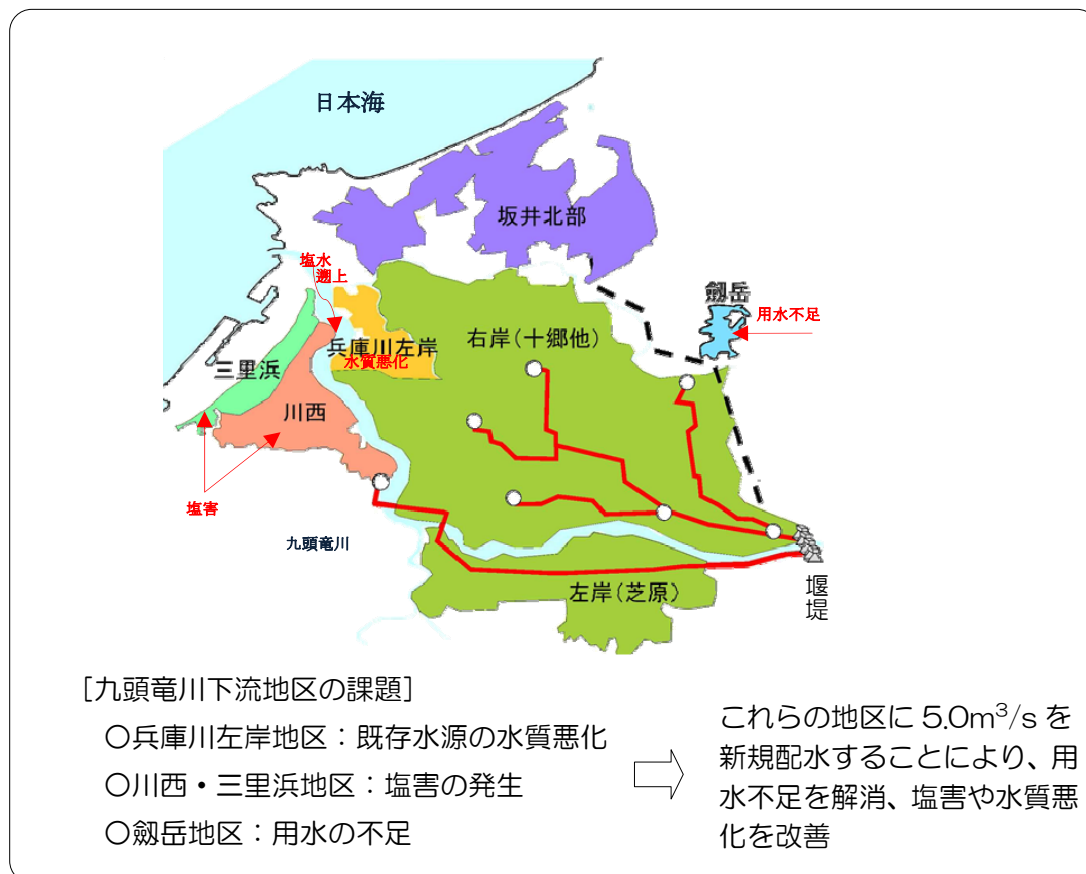 日本海
坂井北部
塩水
遡上
劔岳
用水不足
右岸(十郷他)
兵庫川左岸
水質悪化
三里浜
川西
塩害
九頭竜川
左岸(芝原)
堰堤
[九頭竜川下流地区の課題]
○兵庫川左岸地区:既存水源の水質悪化
○川西・三里浜地区:塩害の発生
○劔岳地区:用水の不足
これらの地区に 5.0m³/s を
新規配水することにより、用
水不足を解消、塩害や水質悪
化を改善